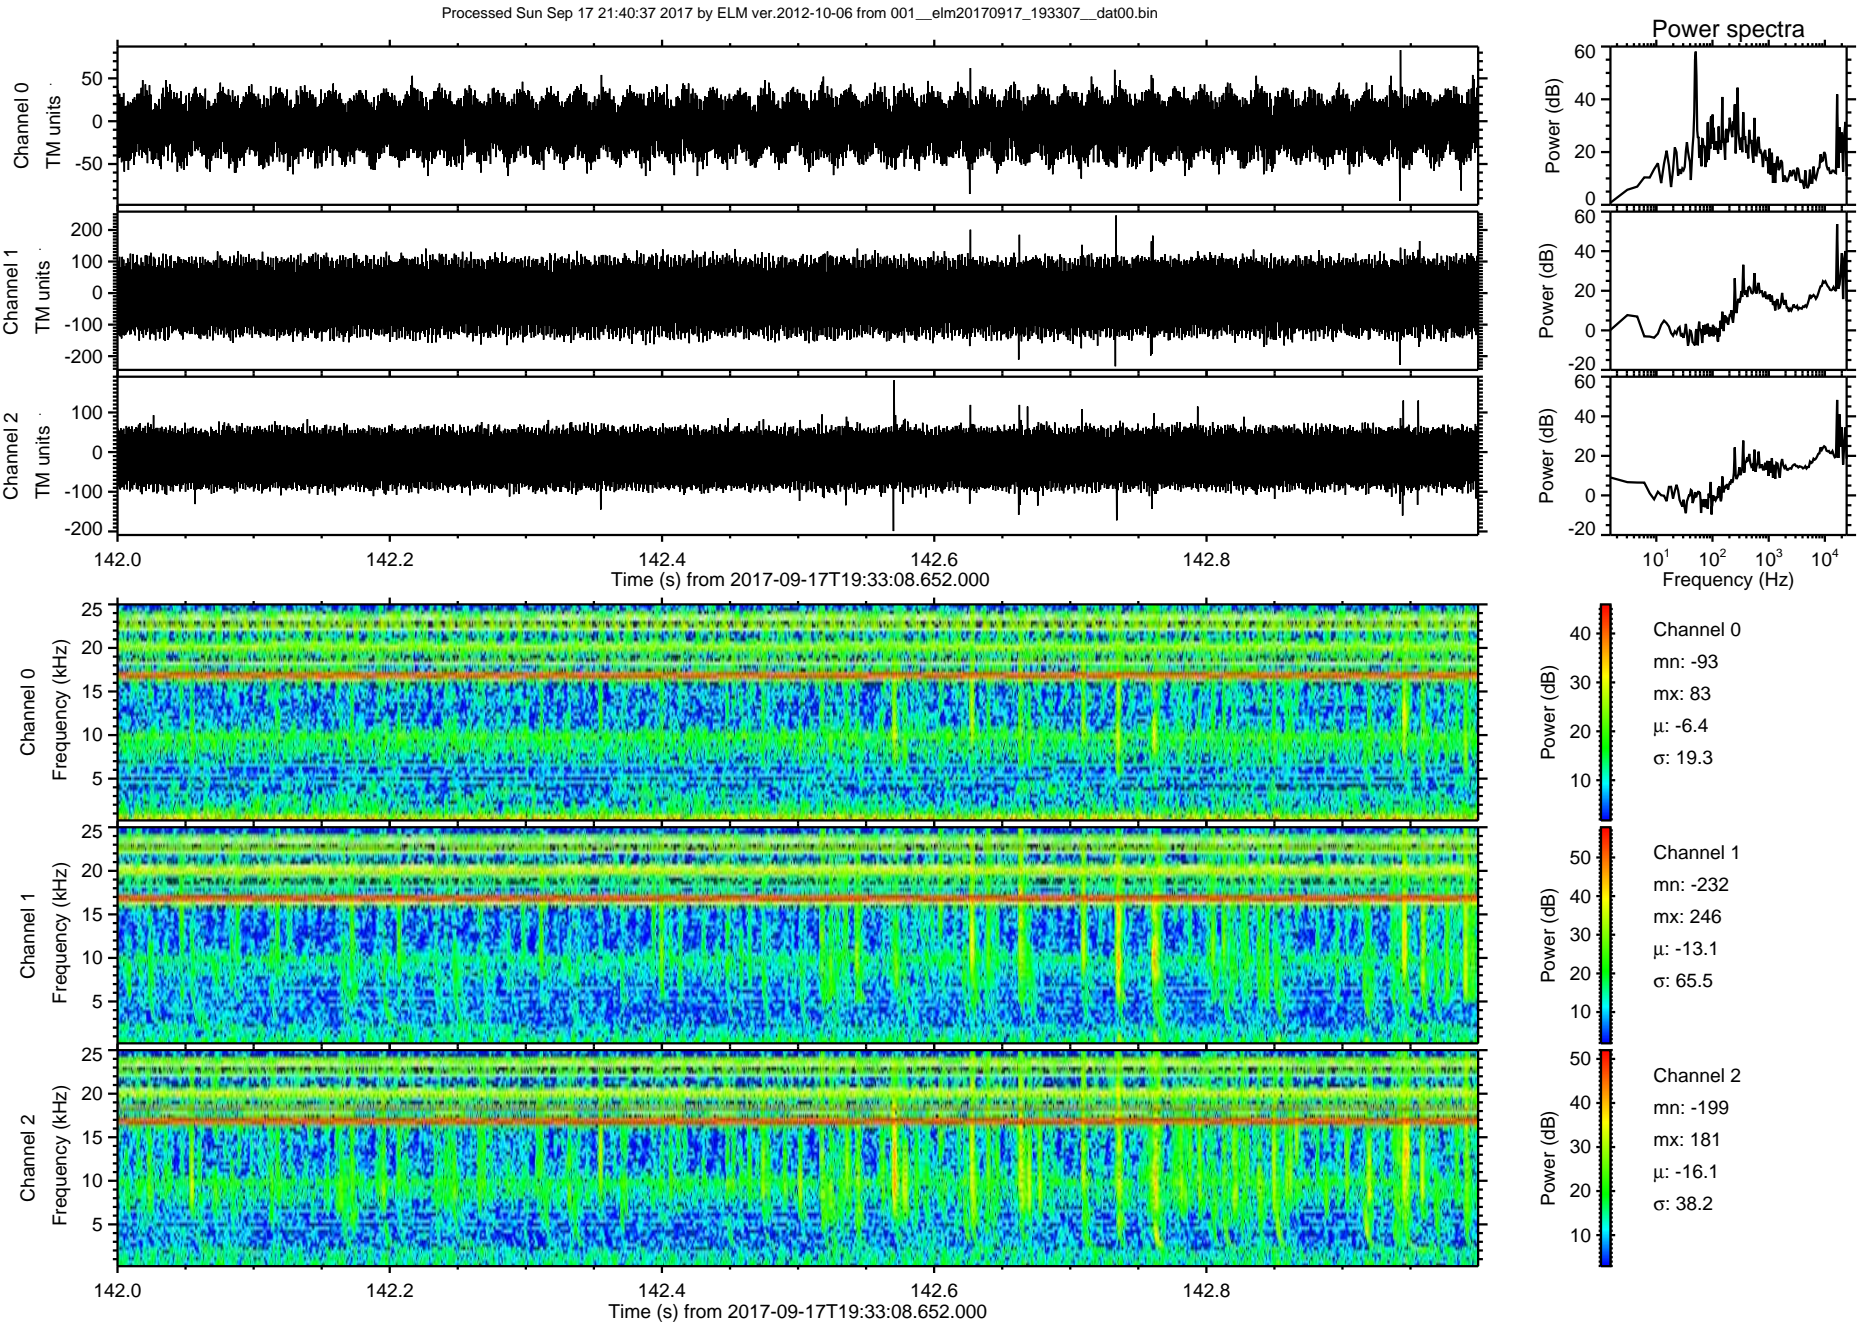 Processed Sun Sep 17 21:40:37 2017 by ELM ver.2012-10-06 from 001__elm20170917_193307__dat00.bin
Power spectra
Channel 0
TM units
50
0
-50
Power (dB)
60
40
20
0
Channel 1
TM units
200
100
0
-100
-200
Power (dB)
60
40
20
0
-20
Channel 2
TM units
100
0
-100
-200
Power (dB)
60
40
20
0
-20
142.0 142.2 142.4 142.6 142.8
Time (s) from 2017-09-17T19:33:08.652.000
10^1 10^2 10^3 10^4
Frequency (Hz)
Channel 0
Frequency (kHz)
25
20
15
10
5
Power (dB)
40
30
20
10
Channel 0
mn: -93
mx: 83
μ: -6.4
σ: 19.3
Channel 1
Frequency (kHz)
25
20
15
10
5
Power (dB)
50
40
30
20
10
Channel 1
mn: -232
mx: 246
μ: -13.1
σ: 65.5
Channel 2
Frequency (kHz)
25
20
15
10
5
Power (dB)
50
40
30
20
10
Channel 2
mn: -199
mx: 181
μ: -16.1
σ: 38.2
142.0 142.2 142.4 142.6 142.8
Time (s) from 2017-09-17T19:33:08.652.000